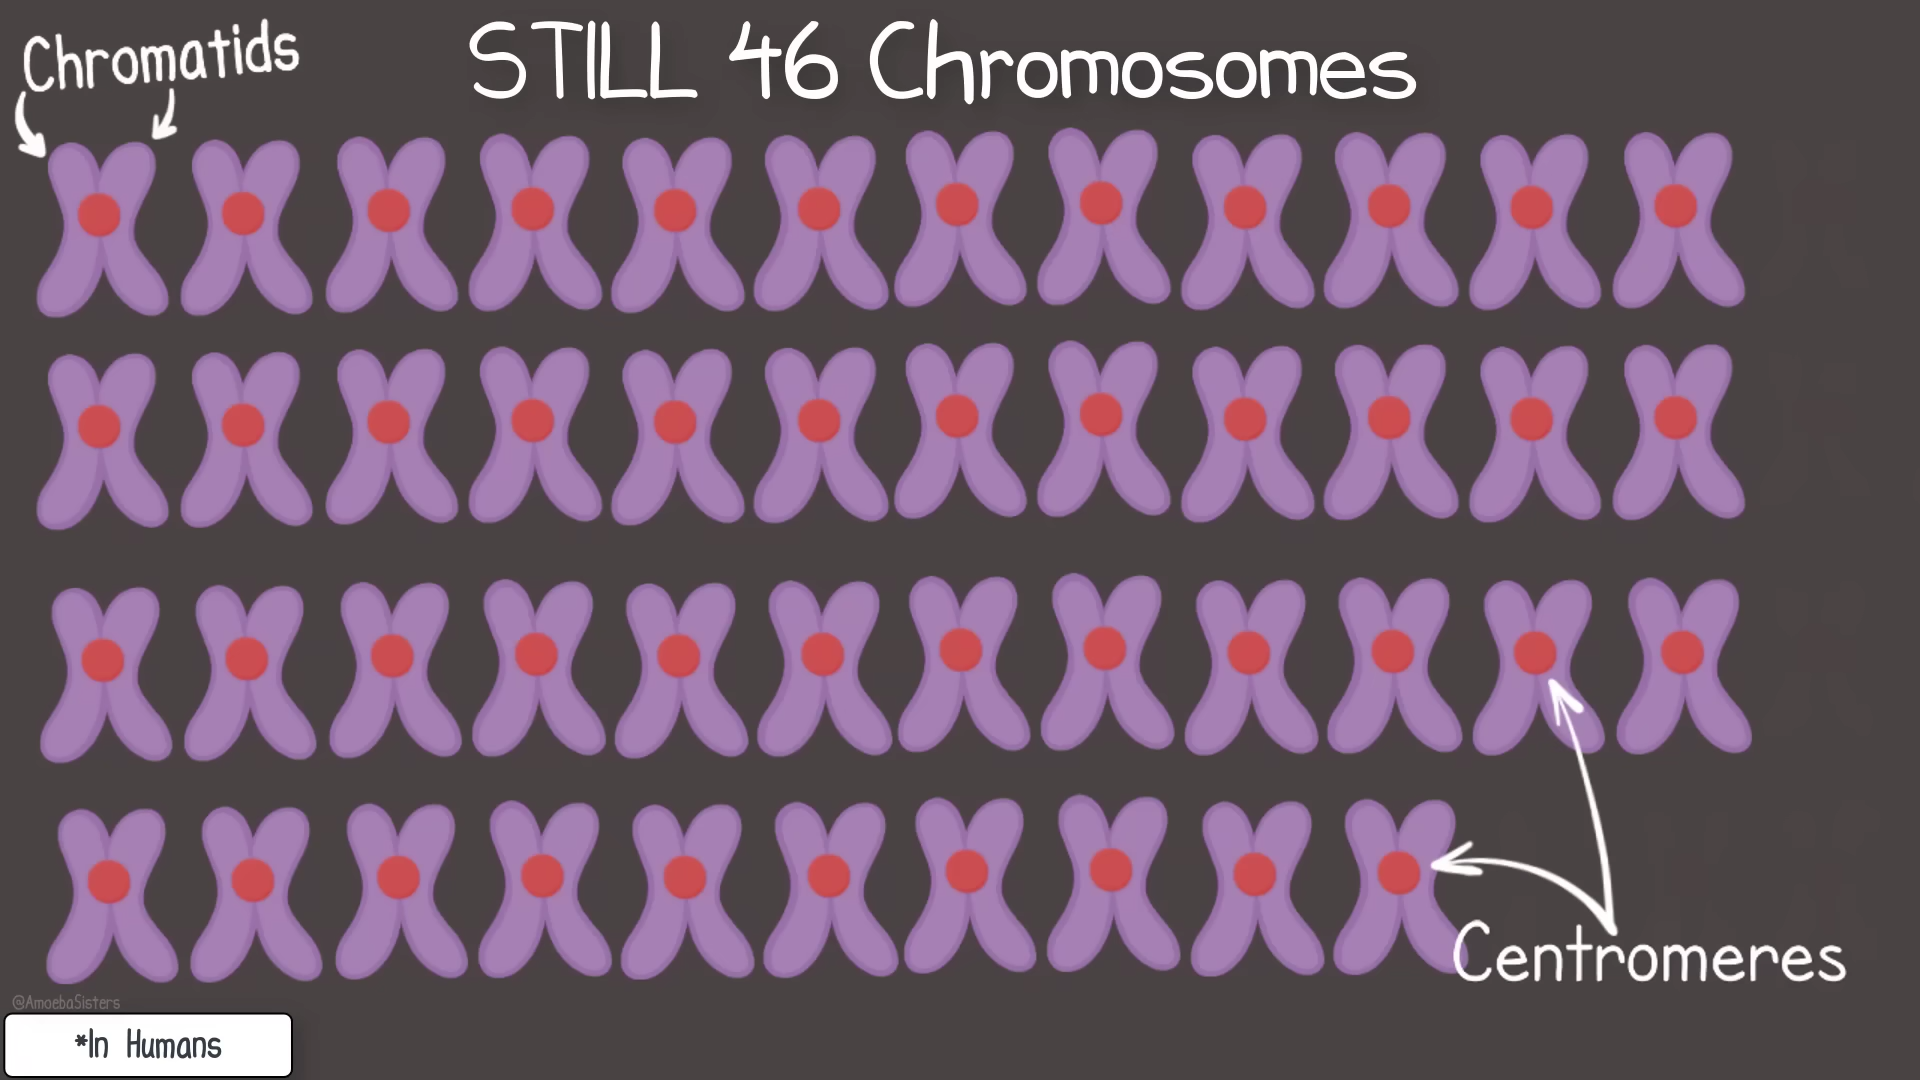 Chromatids
STILL 46 Chromosomes
Centromeres
@AmoebaSisters
*In Humans